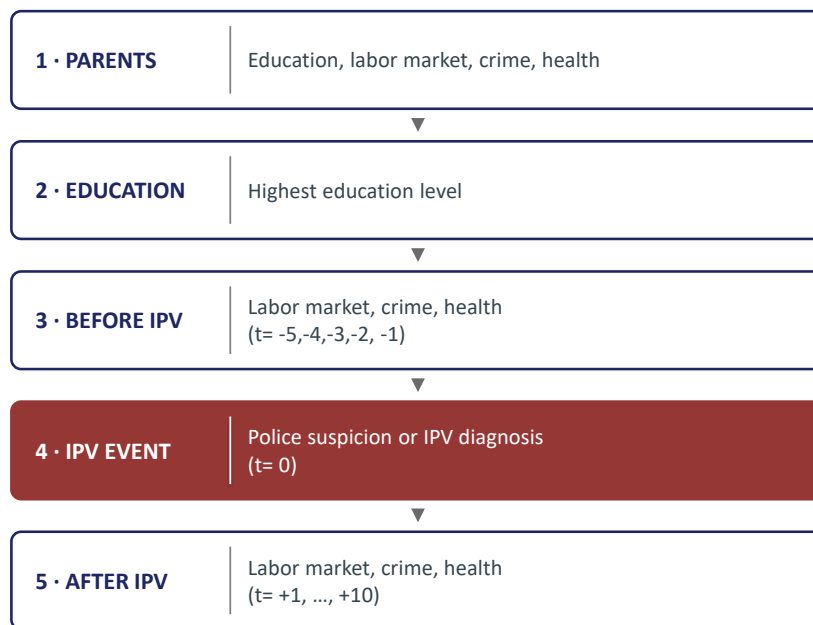 1 · PARENTS
Education, labor market, crime, health
2 · EDUCATION
Highest education level
3 · BEFORE IPV
Labor market, crime, health
(t= -5,-4,-3,-2, -1)
4 · IPV EVENT
Police suspicion or IPV diagnosis
(t= 0)
5 · AFTER IPV
Labor market, crime, health
(t= +1, …, +10)